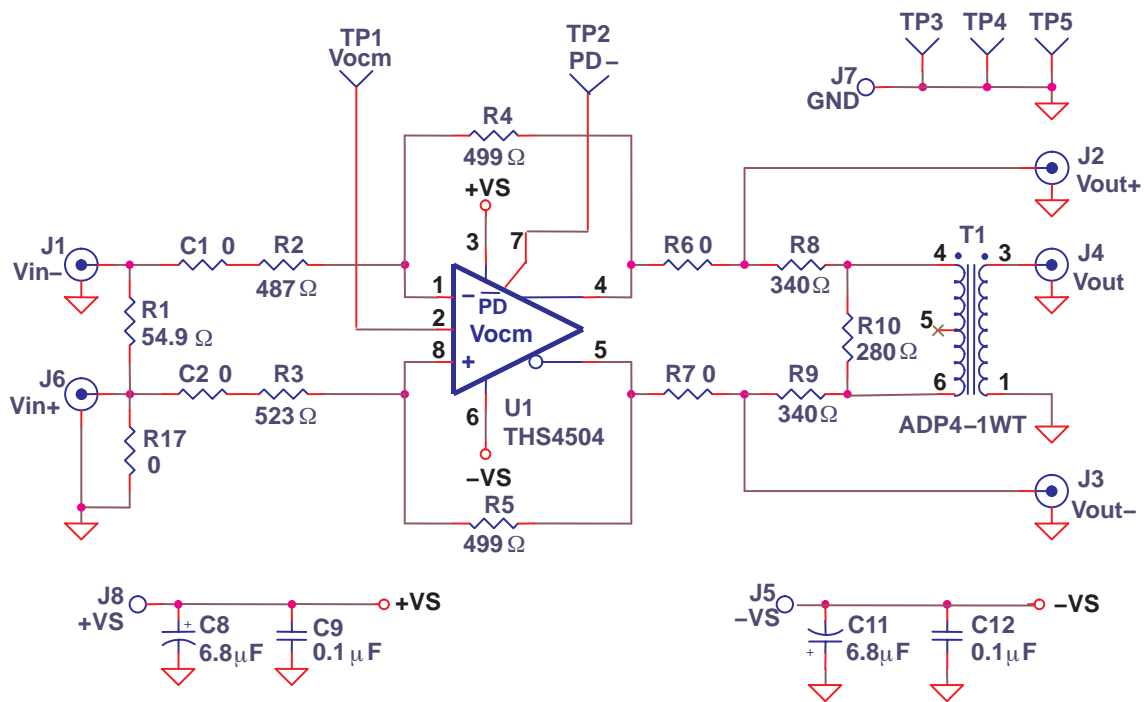 TP1
Vocm
TP2
PD−
TP3 TP4 TP5
J7
GND
R4
499 Ω
+VS
3
7
J1
Vin−
C1 0
R2
487 Ω
R1
54.9 Ω
1
−
PD
4
2
Vocm
8
+
5
U1
THS4504
6
−VS
J6
Vin+
C2 0
R3
523 Ω
R17
0
R5
499 Ω
R6 0
R8
340 Ω
R7 0
R9
340 Ω
R10
280 Ω
J2
Vout+
T1
4
3
5
6
1
ADP4−1WT
J4
Vout
J3
Vout−
J8
+VS
+VS
+
C8
6.8 µF
C9
0.1 µF
J5
−VS
−VS
+
C11
6.8 µF
C12
0.1 µF